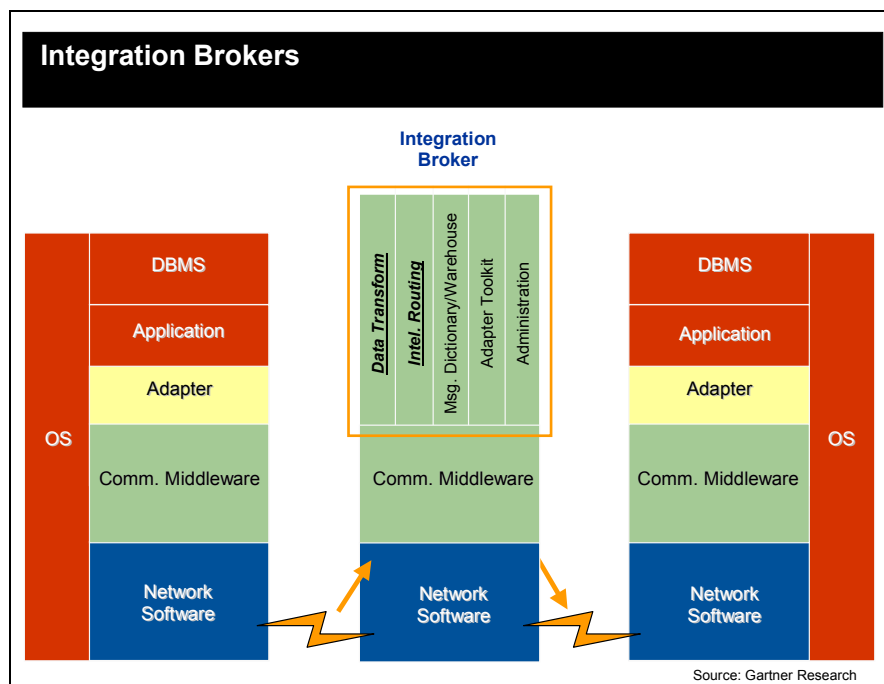 Integration Brokers
Integration
Broker
Data Transform
Intel. Routing
Msg. Dictionary/Warehouse
Adapter Toolkit
Administration
OS
DBMS
Application
Adapter
Comm. Middleware
Network
Software
Comm. Middleware
Network
Software
DBMS
Application
Adapter
Comm. Middleware
Network
Software
OS
Source: Gartner Research